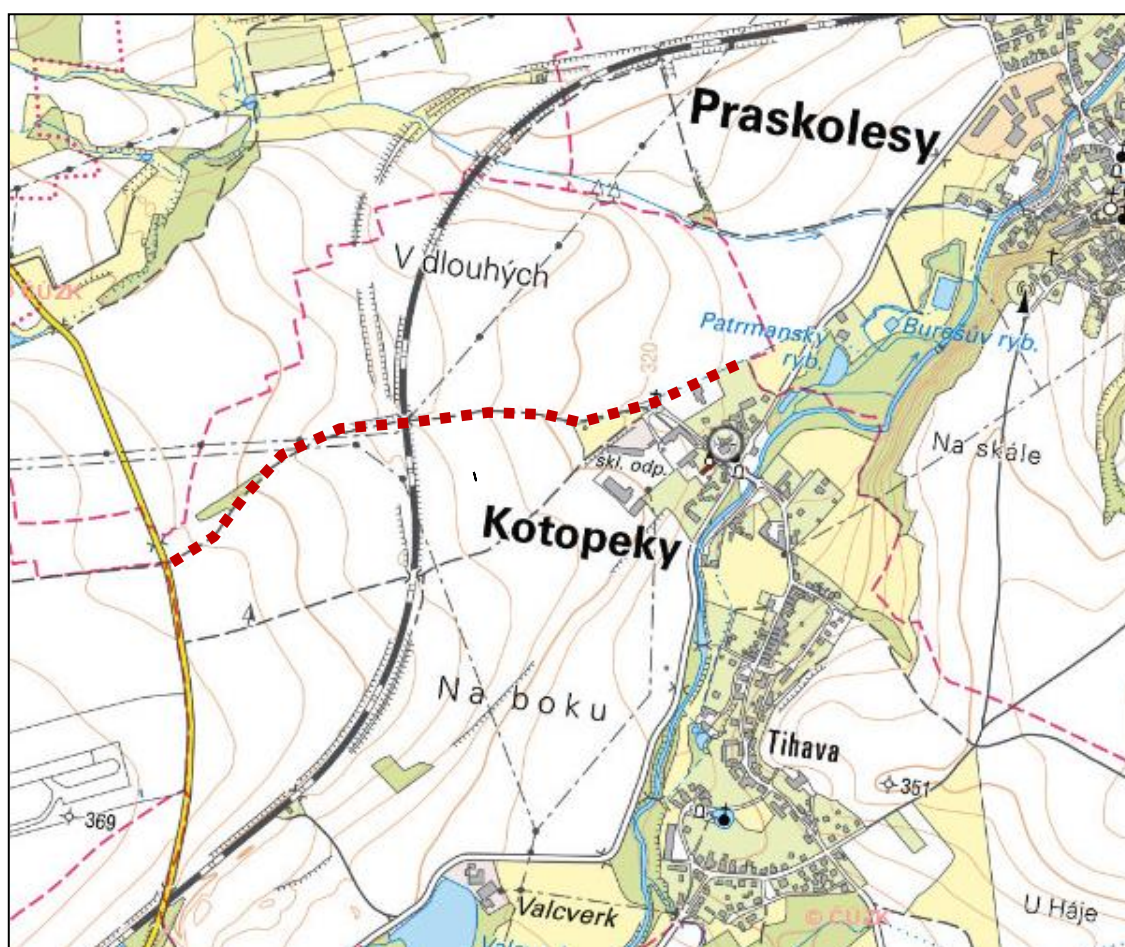 Praskolesy
V dlouhých
© ČÚZK
320
Patrmanský
ryb.
Burešův ryb.
Na skále
skl. odp.
Kotopeky
Na boku
Tihava
351
369
Valcverk
© ČÚZK
U Háje